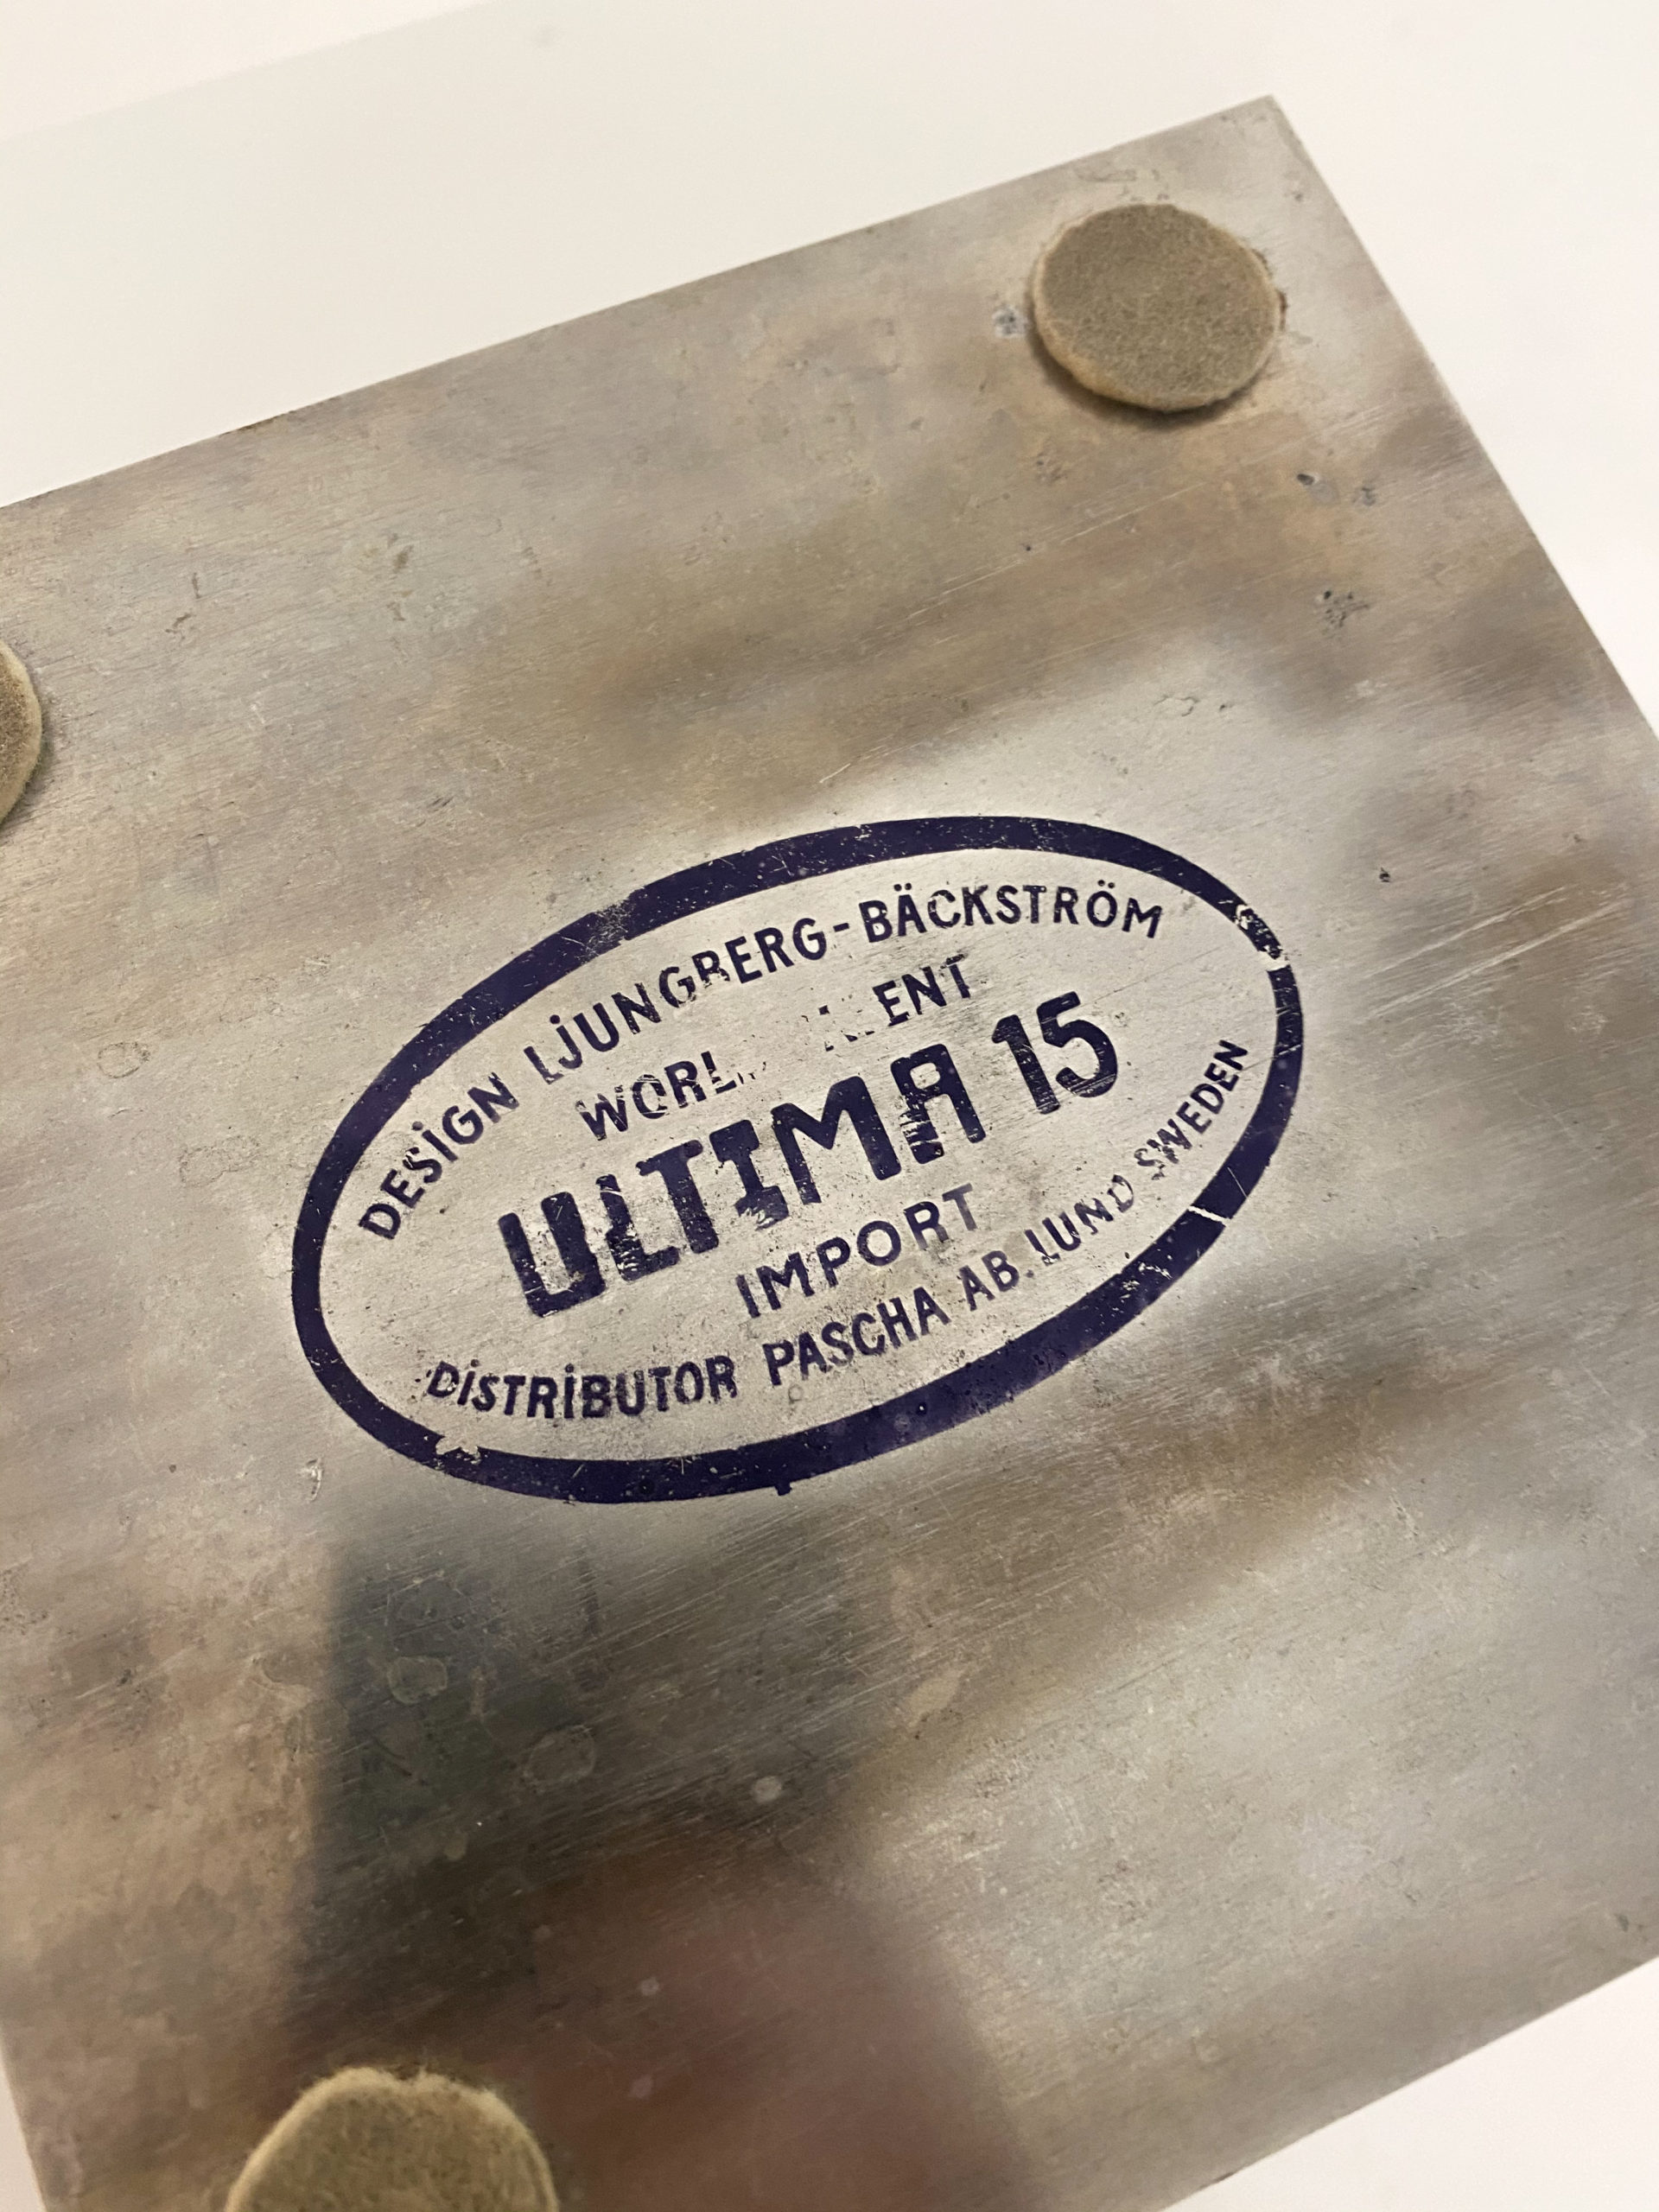 DESiGN LjUNGBERG-BÄCKSTRÖM
ULTIMA 15
IMPORT
DiSTRiBUTOR PASCHA AB. LUND SWEDEN